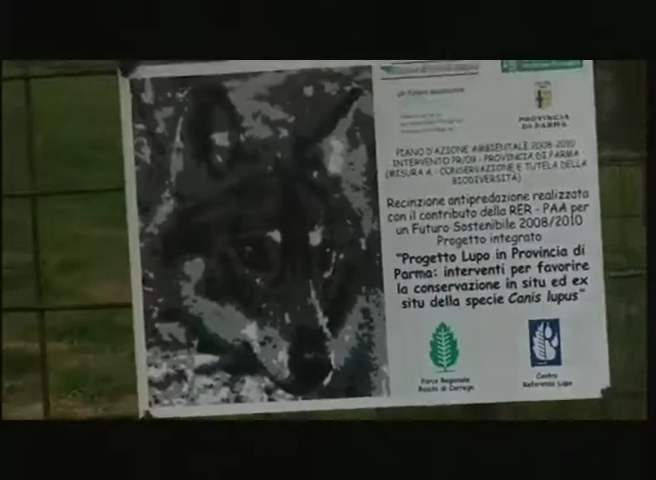 PROVINCIA
DI PARMA
PIANO D'AZIONE AMBIENTALE 2008-2010
INTERVENTO PR/09 - PROVINCIA DI PARMA
(MISURA A - CONSERVAZIONE E TUTELA DELLA
BIODIVERSITÀ)
Recinzione antipredazione realizzata
con il contributo della RER - PAA per
un Futuro Sostenibile 2008/2010
Progetto integrato
"Progetto Lupo in Provincia di
Parma: interventi per favorire
la conservazione in situ ed ex
situ della specie Canis lupus"
Parco Regionale
Boschi di Carrega
Centro
Referenza Lupo